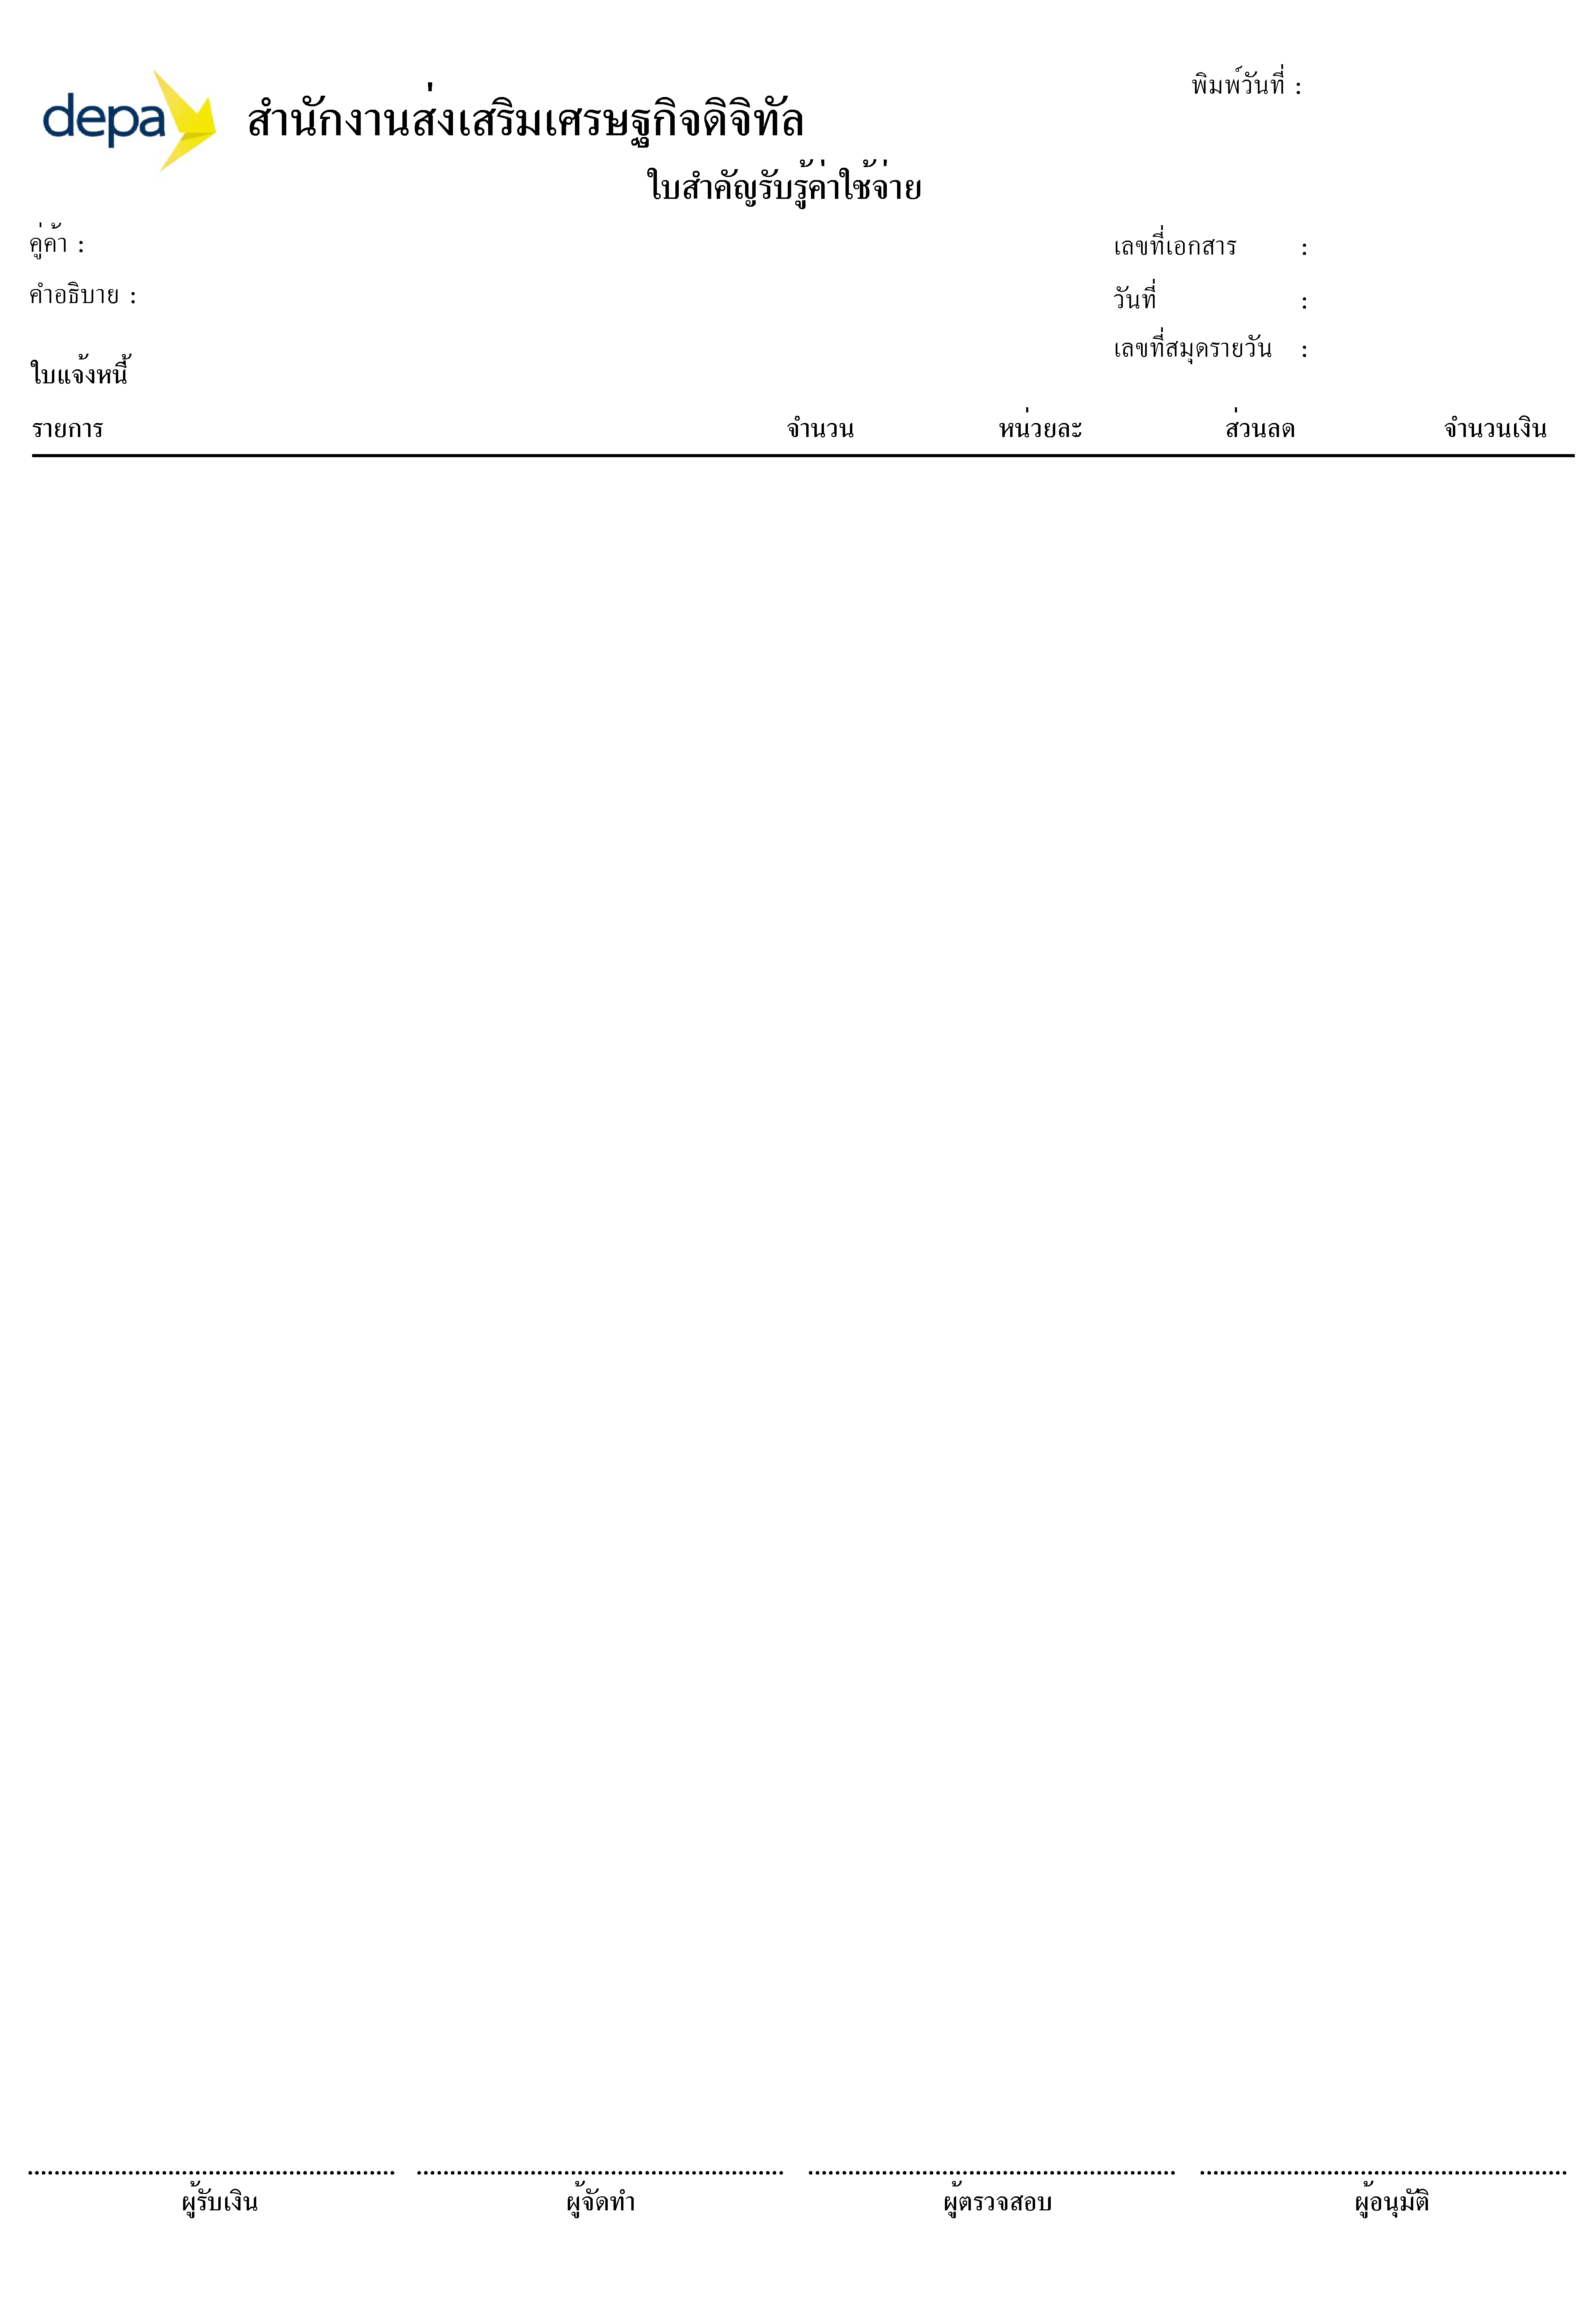 depa
สำนักงานส่งเสริมเศรษฐกิจดิจิทัล
พิมพ์วันที่ :
ใบสำคัญรับรู้ค่าใช้จ่าย
คู่ค้า :
เลขที่เอกสาร :
คำอธิบาย :
วันที่ :
เลขที่สมุดรายวัน :
ใบแจ้งหนี้
รายการ จำนวน หน่วยละ ส่วนลด จำนวนเงิน
ผู้รับเงิน ผู้จัดทำ ผู้ตรวจสอบ ผู้อนุมัติ